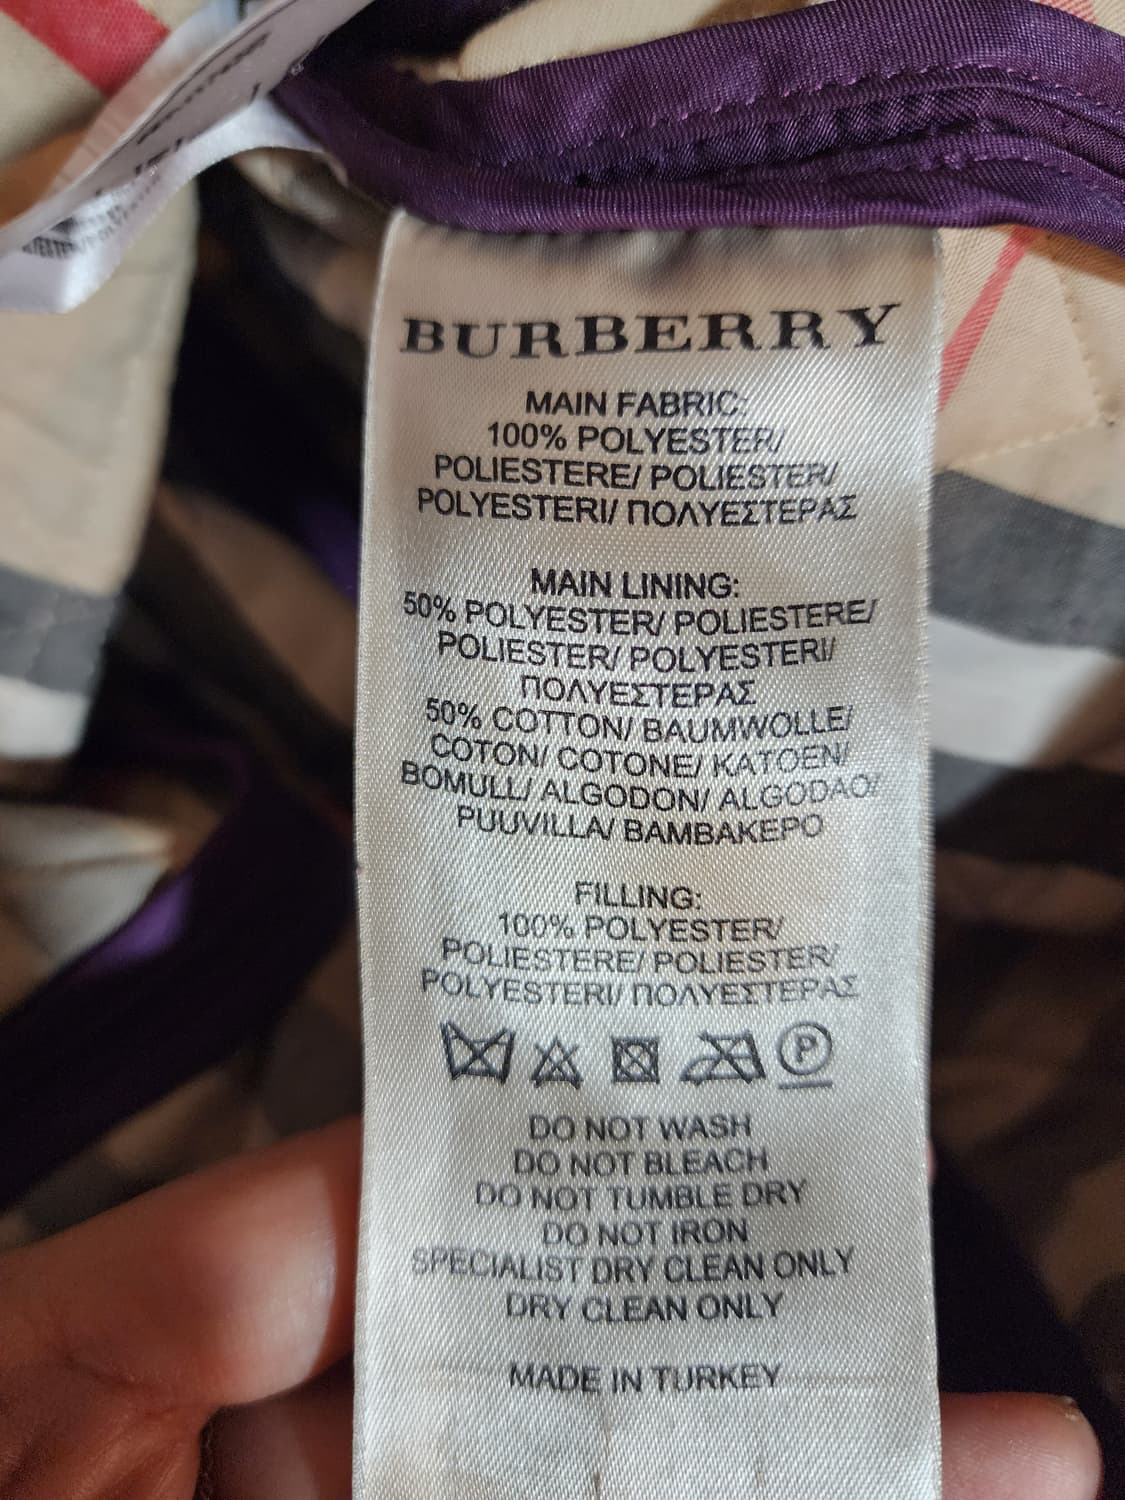 BURBERRY
MAIN FABRIC:
100% POLYESTER/
POLIESTERE/ POLIESTER/
POLYESTERI/ ΠΟΛΥΕΣΤΕΡΑΣ
MAIN LINING:
50% POLYESTER/ POLIESTERE/
POLIESTER/ POLYESTERI/
ΠΟΛΥΕΣΤΕΡΑΣ
50% COTTON/ BAUMWOLLE/
COTON/ COTONE/ KATOEN/
BOMULL/ ALGODON/ ALGODAO/
PUUVILLA/ ΒΑΜΒΑΚΕΡΟ
FILLING:
100% POLYESTER/
POLIESTERE/ POLIESTER/
POLYESTERI/ ΠΟΛΥΕΣΤΕΡΑΣ
P
DO NOT WASH
DO NOT BLEACH
DO NOT TUMBLE DRY
DO NOT IRON
SPECIALIST DRY CLEAN ONLY
DRY CLEAN ONLY
MADE IN TURKEY